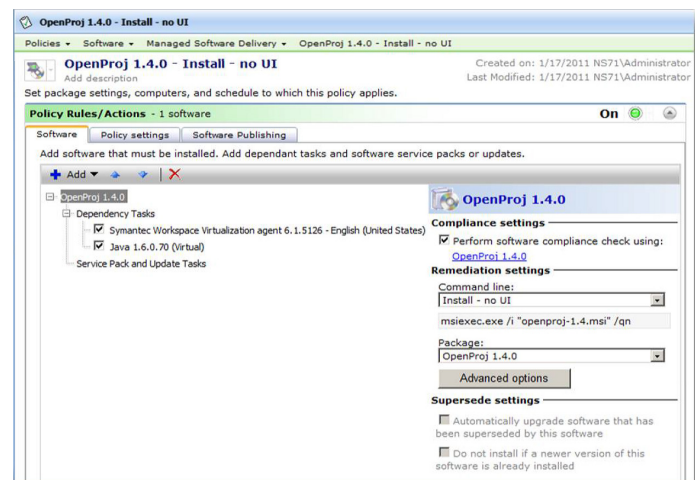 OpenProj 1.4.0 - Install - no UI
Policies Software Managed Software Delivery OpenProj 1.4.0 - Install - no UI
OpenProj 1.4.0 - Install - no UI
Created on: 1/17/2011 NS71\Administrator
Add description
Last Modified: 1/17/2011 NS71\Administrator
Set package settings, computers, and schedule to which this policy applies.
Policy Rules/Actions - 1 software
On
Software
Policy settings
Software Publishing
Add software that must be installed. Add dependant tasks and software service packs or updates.
Add
OpenProj 1.4.0
Dependency Tasks
Symantec Workspace Virtualization agent 6.1.5126 - English (United States)
Java 1.6.0.70 (Virtual)
Service Pack and Update Tasks
OpenProj 1.4.0
Compliance settings
Perform software compliance check using:
OpenProj 1.4.0
Remediation settings
Command line:
Install - no UI
msiexec.exe /i "openproj-1.4.msi" /qn
Package:
OpenProj 1.4.0
Advanced options
Supersede settings
Automatically upgrade software that has
been superseded by this software
Do not install if a newer version of this
software is already installed